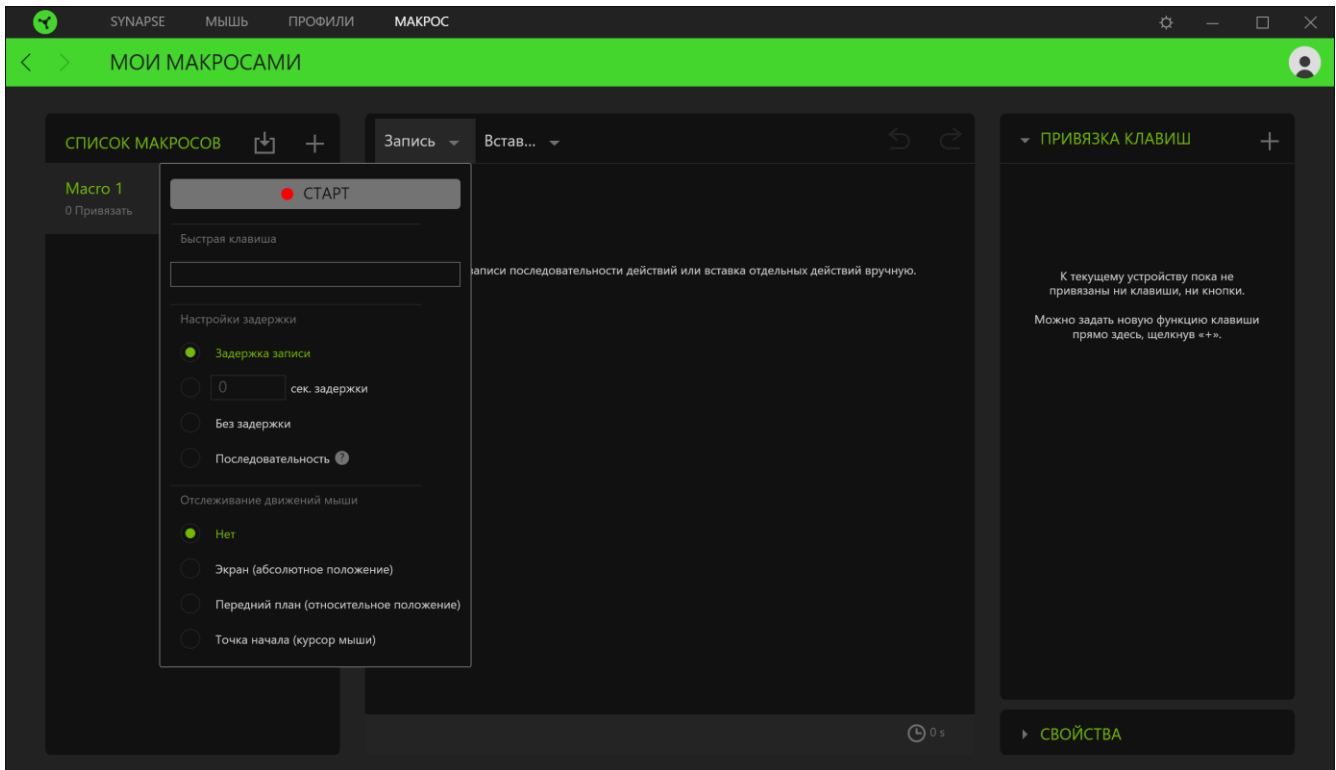 SYNAPSE МЫШЬ ПРОФИЛИ МАКРОС
МОИ МАКРОСАМИ
СПИСОК МАКРОСОВ
Macro 1
0 Привязать
Запись Встав...
СТАРТ
Быстрая клавиша
Настройки задержки
Задержка записи
0 сек. задержки
Без задержки
Последовательность ?
Отслеживание движений мыши
Нет
Экран (абсолютное положение)
Передний план (относительное положение)
Точка начала (курсор мыши)
последовательности действий или вставка отдельных действий вручную.
0 s
ПРИВЯЗКА КЛАВИШ
К текущему устройству пока не
привязаны ни клавиши, ни кнопки.
Можно задать новую функцию клавиши
прямо здесь, щелкнув «+».
СВОЙСТВА